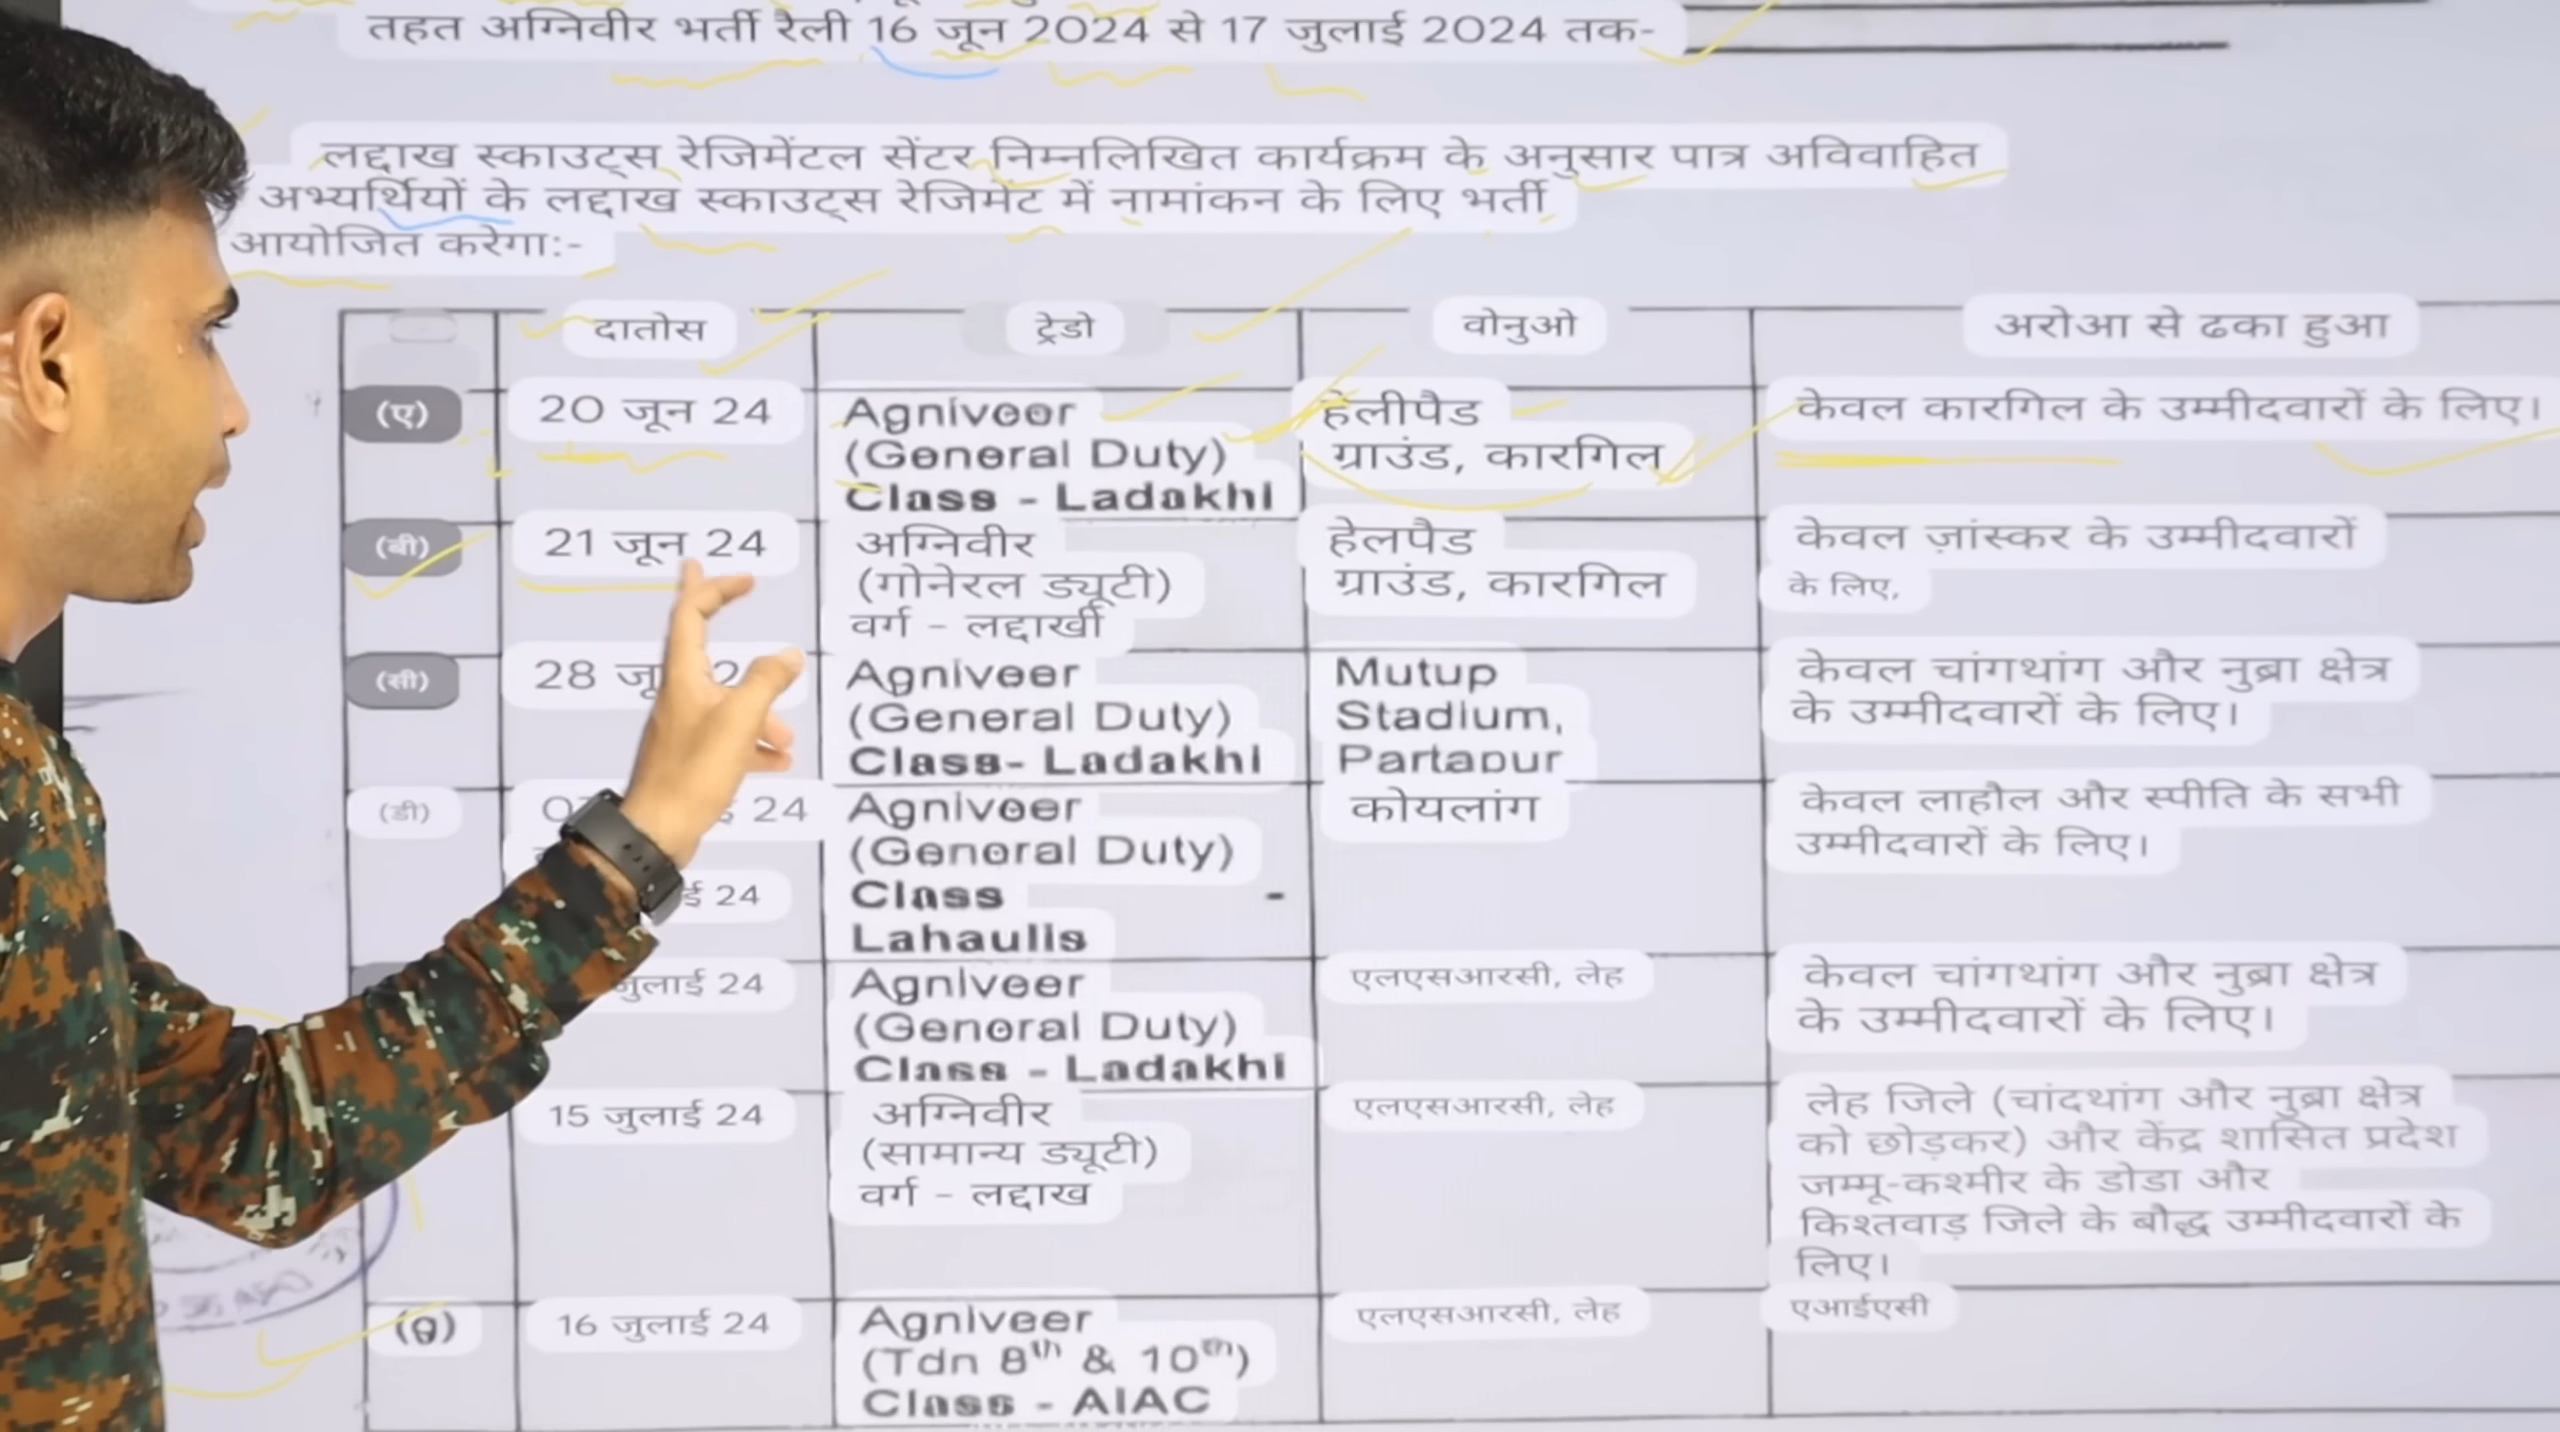 तहत अग्निवीर भर्ती रैली 16 जून 2024 से 17 जुलाई 2024 तक-
लद्दाख स्काउट्स रेजिमेंटल सेंटर निम्नलिखित कार्यक्रम के अनुसार पात्र अविवाहित
अभ्यर्थियों के लद्दाख स्काउट्स रेजिमेंट में नामांकन के लिए भर्ती
आयोजित करेगा:-
दातोस ट्रेडो वोनुओ अरोआ से ढका हुआ
(ए) 20 जून 24 Agniveer हेलीपैड केवल कारगिल के उम्मीदवारों के लिए।
(General Duty) ग्राउंड, कारगिल
Class - Ladakhi
(बी) 21 जून 24 अग्निवीर हेलपैड केवल ज़ांस्कर के उम्मीदवारों
(गोनेरल ड्यूटी) ग्राउंड, कारगिल के लिए,
वर्ग - लद्दाखी
(सी) 28 Agniveer Mutup केवल चांगथांग और नुब्रा क्षेत्र
(General Duty) Stadium, के उम्मीदवारों के लिए।
Class- Ladakhi Partapur
(डी) 24 Agniveer कोयलांग केवल लाहौल और स्पीति के सभी
(General Duty) उम्मीदवारों के लिए।
24 Class -
Lahaulis
जुलाई 24 Agniveer एलएसआरसी, लेह केवल चांगथांग और नुब्रा क्षेत्र
(General Duty) के उम्मीदवारों के लिए।
Class - Ladakhi
15 जुलाई 24 अग्निवीर एलएसआरसी, लेह लेह जिले (चांदथांग और नुब्रा क्षेत्र
(सामान्य ड्यूटी) को छोड़कर) और केंद्र शासित प्रदेश
वर्ग - लद्दाख जम्मू-कश्मीर के डोडा और
किश्तवाड़ जिले के बौद्ध उम्मीदवारों के
लिए।
(g) 16 जुलाई 24 Agniveer एलएसआरसी, लेह एआईएसी
(Tdn 8th & 10th)
Class - AIAC